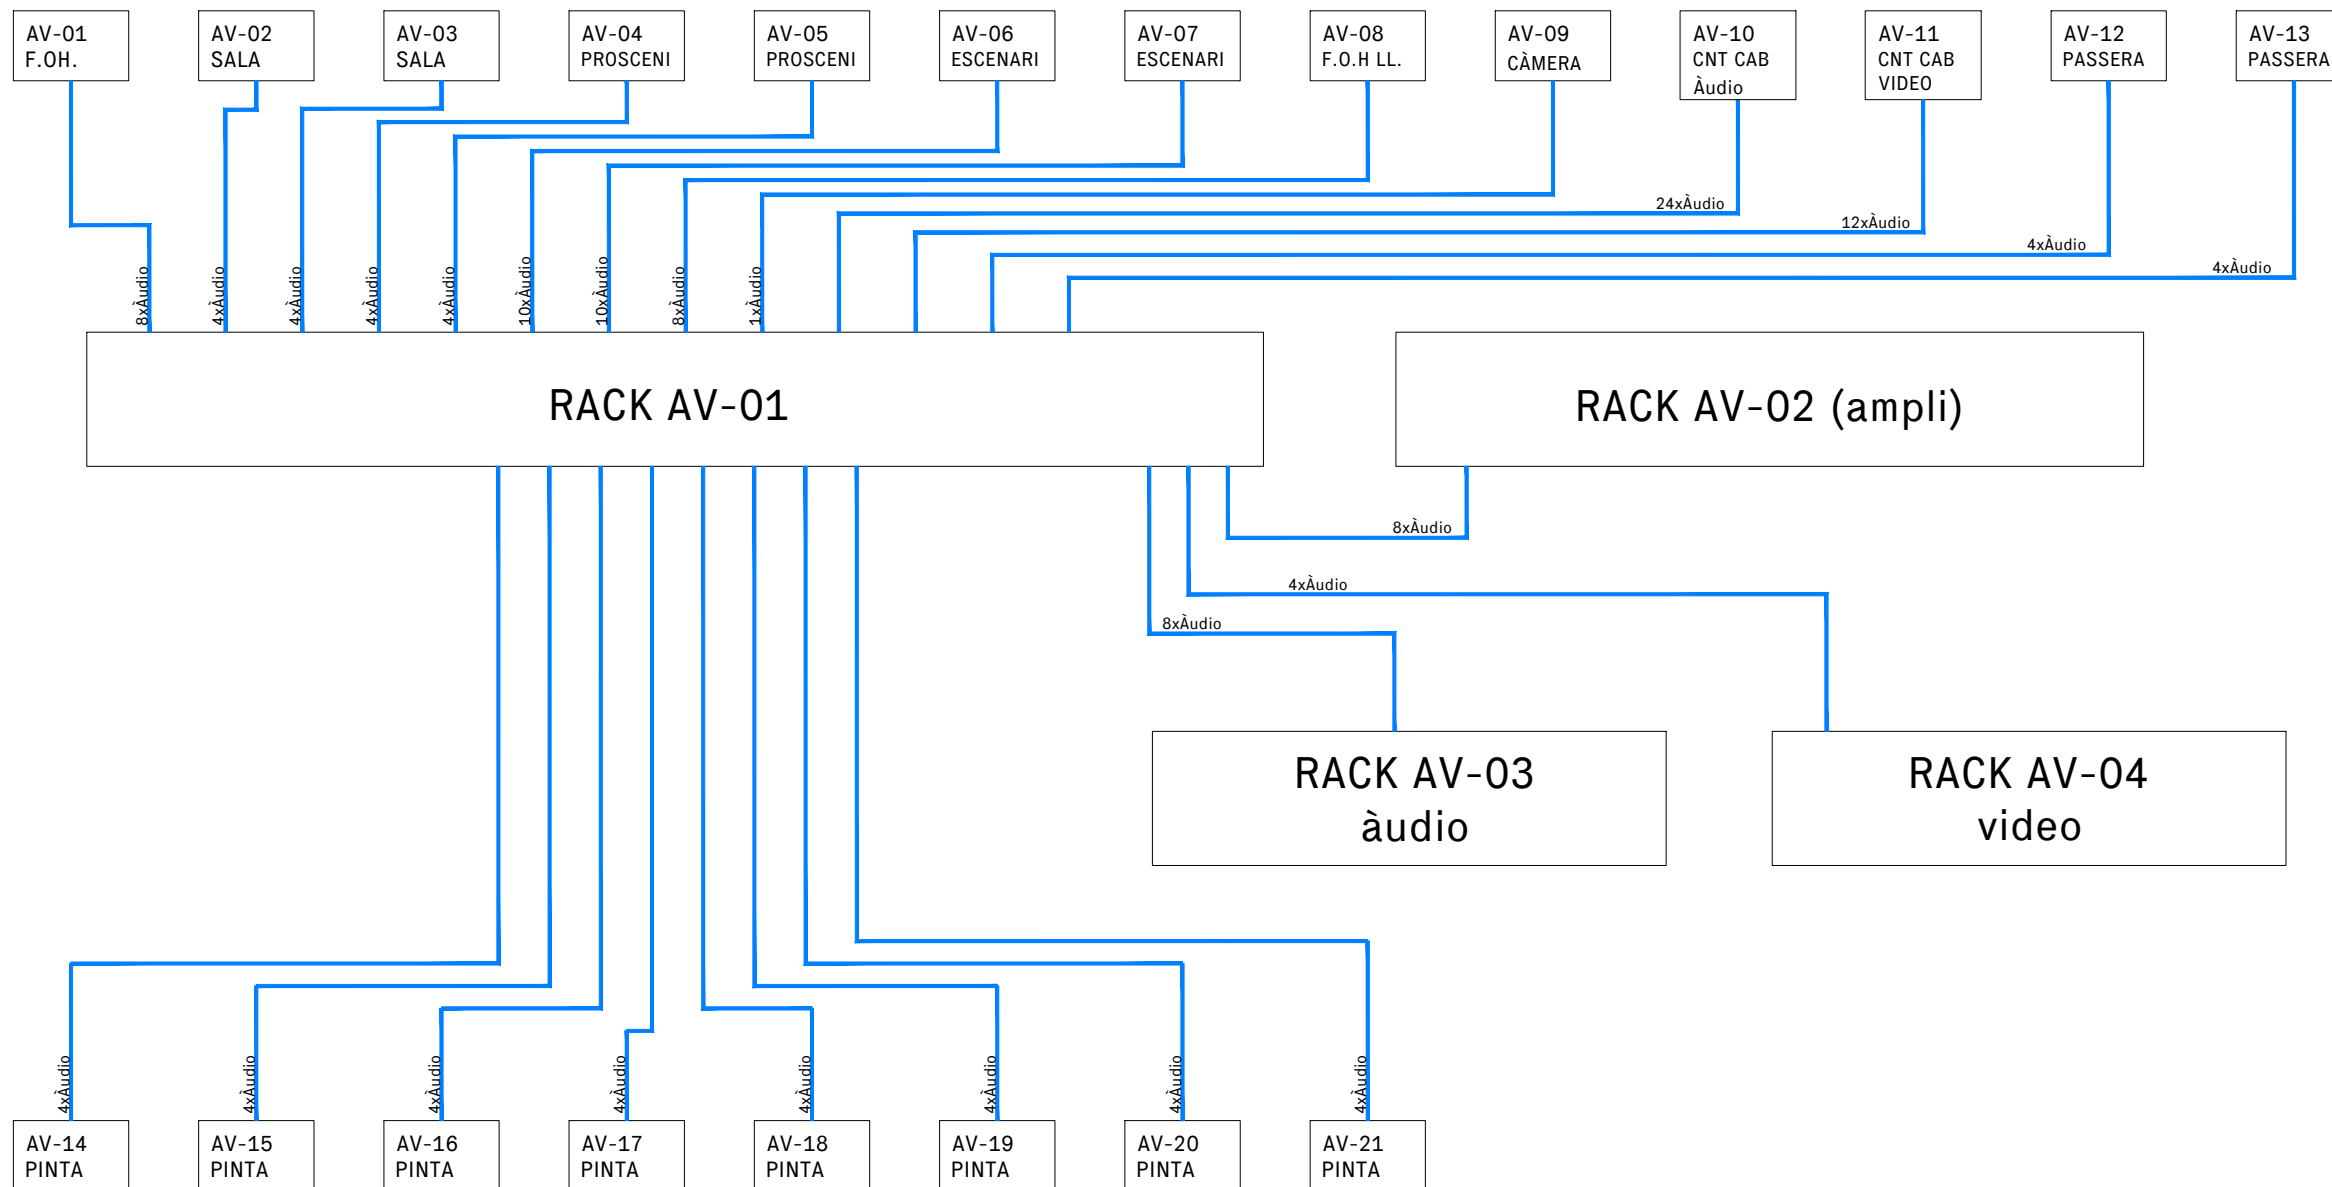 AV-01
F.OH.
AV-02
SALA
AV-03
SALA
AV-04
PROSCENI
AV-05
PROSCENI
AV-06
ESCENARI
AV-07
ESCENARI
AV-08
F.O.H LL.
AV-09
CÀMERA
AV-10
CNT CAB
Àudio
AV-11
CNT CAB
VIDEO
AV-12
PASSERA
AV-13
PASSERA
24xÀudio
12xÀudio
4xÀudio
4xÀudio
8xÀudio
4xÀudio
4xÀudio
4xÀudio
4xÀudio
10xÀudio
10xÀudio
8xÀudio
1xÀudio
RACK AV-01
RACK AV-02 (ampli)
8xÀudio
4xÀudio
8xÀudio
RACK AV-03
àudio
RACK AV-04
video
4xÀudio
4xÀudio
4xÀudio
4xÀudio
4xÀudio
4xÀudio
4xÀudio
4xÀudio
AV-14
PINTA
AV-15
PINTA
AV-16
PINTA
AV-17
PINTA
AV-18
PINTA
AV-19
PINTA
AV-20
PINTA
AV-21
PINTA